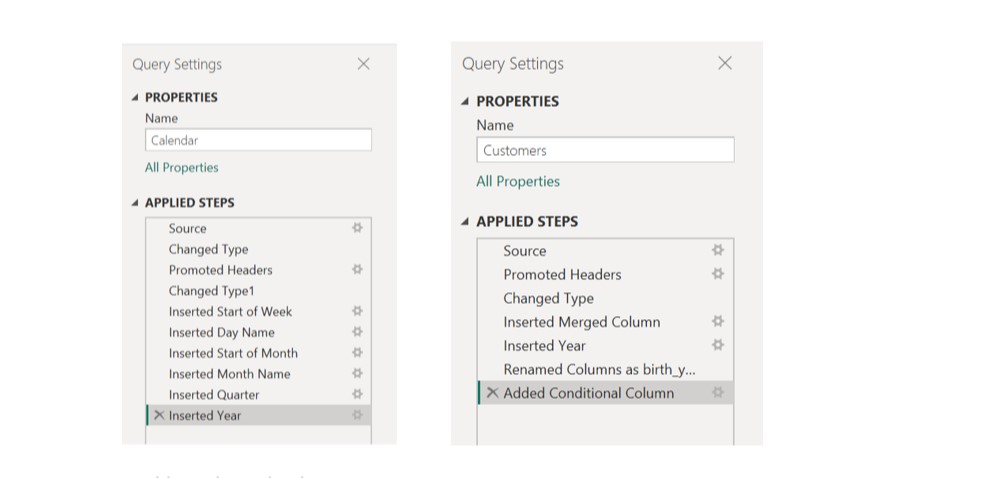 Query Settings
PROPERTIES
Name
Calendar
All Properties
APPLIED STEPS
Source
Changed Type
Promoted Headers
Changed Type1
Inserted Start of Week
Inserted Day Name
Inserted Start of Month
Inserted Month Name
Inserted Quarter
Inserted Year
Query Settings
PROPERTIES
Name
Customers
All Properties
APPLIED STEPS
Source
Promoted Headers
Changed Type
Inserted Merged Column
Inserted Year
Renamed Columns as birth_y...
Added Conditional Column